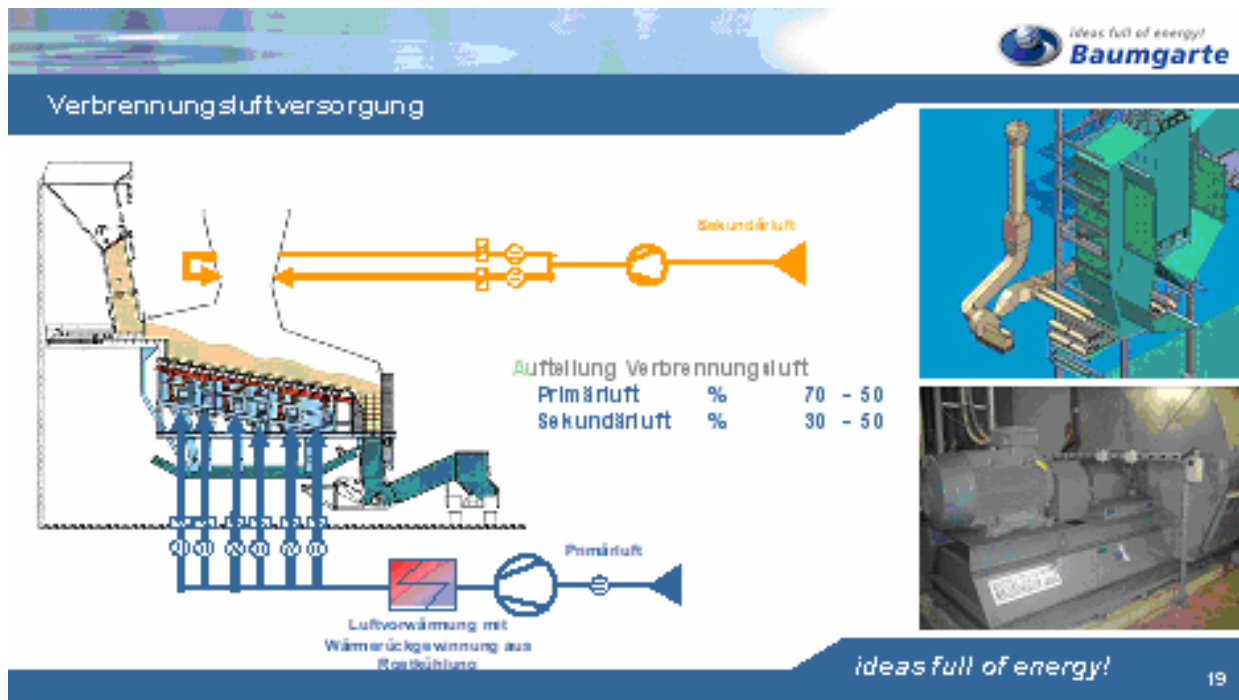 ideas full of energy!
Baumgarte
Verbrennungsluftversorgung
Sekundärluft
Aufteilung Verbrennungsluft
Primärluft % 70 - 50
Sekundärluft % 30 - 50
Primärluft
Luftvorwärmung mit
Wärmerückgewinnung aus
Rostkühlung
ideas full of energy!
19